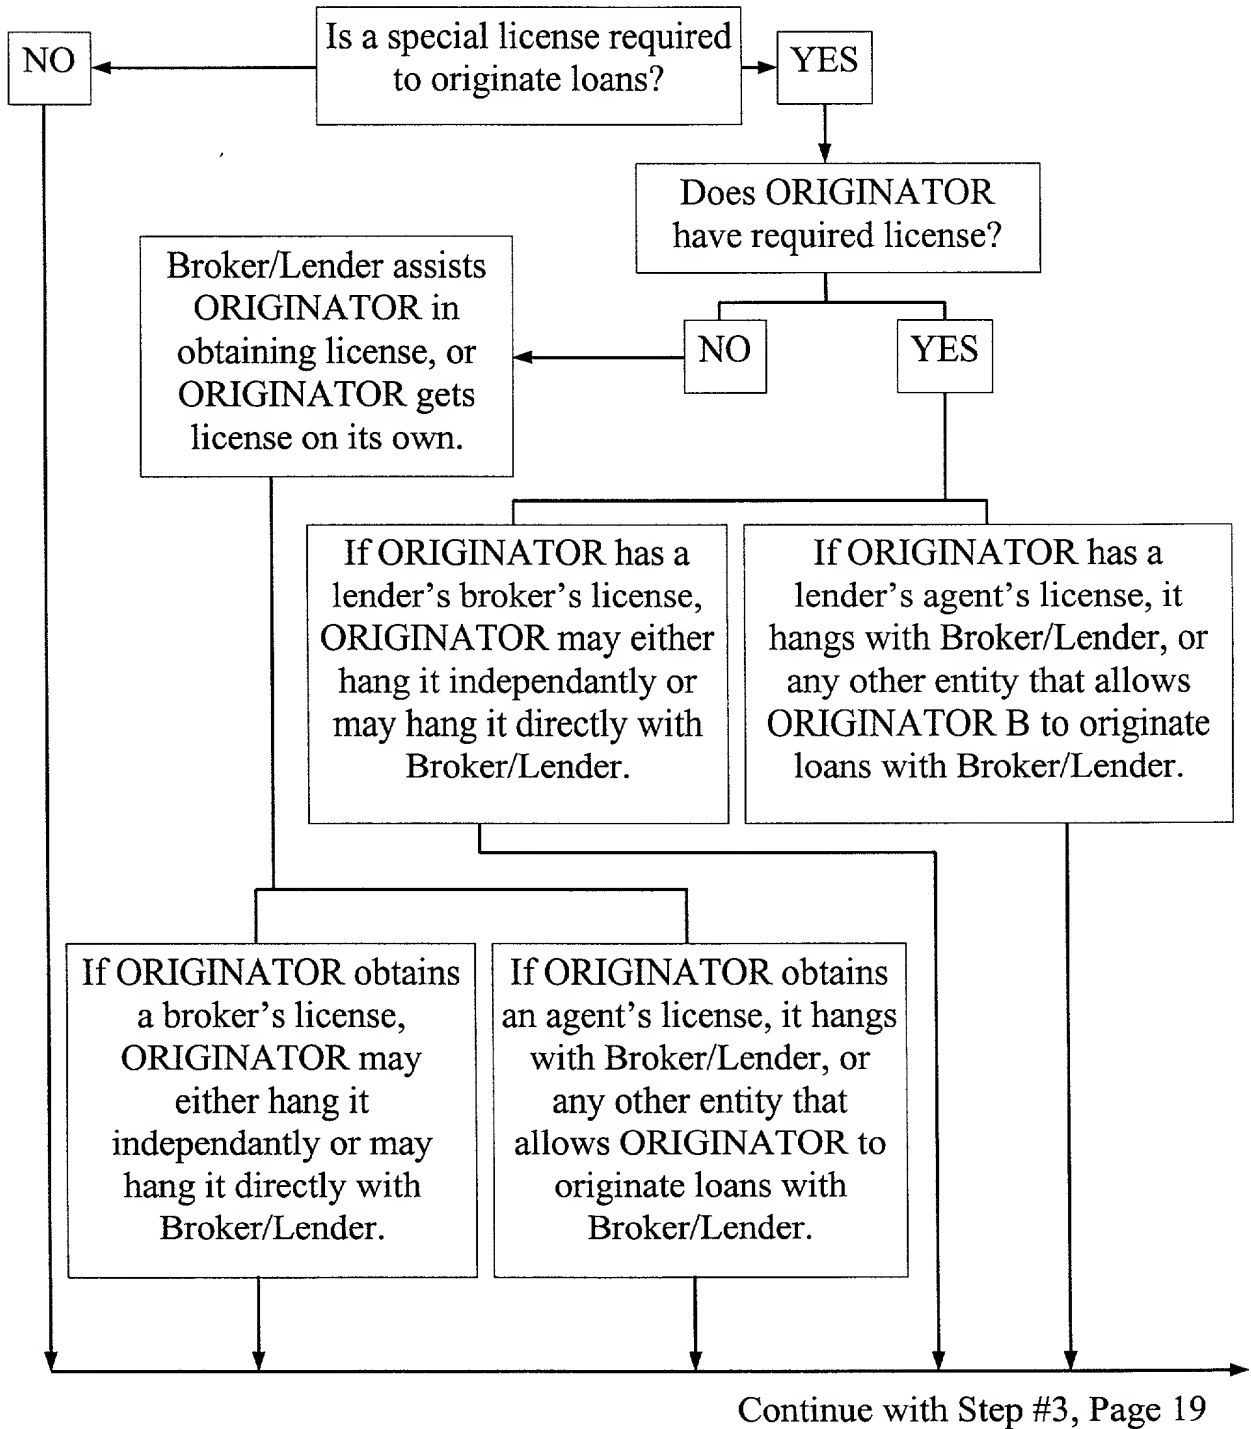 Is a special license required
to originate loans?
NO
YES
Does ORIGINATOR
have required license?
Broker/Lender assists
ORIGINATOR in
obtaining license, or
ORIGINATOR gets
license on its own.
NO
YES
If ORIGINATOR has a
lender's broker's license,
ORIGINATOR may either
hang it independantly or
may hang it directly with
Broker/Lender.
If ORIGINATOR has a
lender's agent's license, it
hangs with Broker/Lender, or
any other entity that allows
ORIGINATOR B to originate
loans with Broker/Lender.
If ORIGINATOR obtains
a broker's license,
ORIGINATOR may
either hang it
independantly or may
hang it directly with
Broker/Lender.
If ORIGINATOR obtains
an agent's license, it hangs
with Broker/Lender, or
any other entity that
allows ORIGINATOR to
originate loans with
Broker/Lender.
Continue with Step #3, Page 19